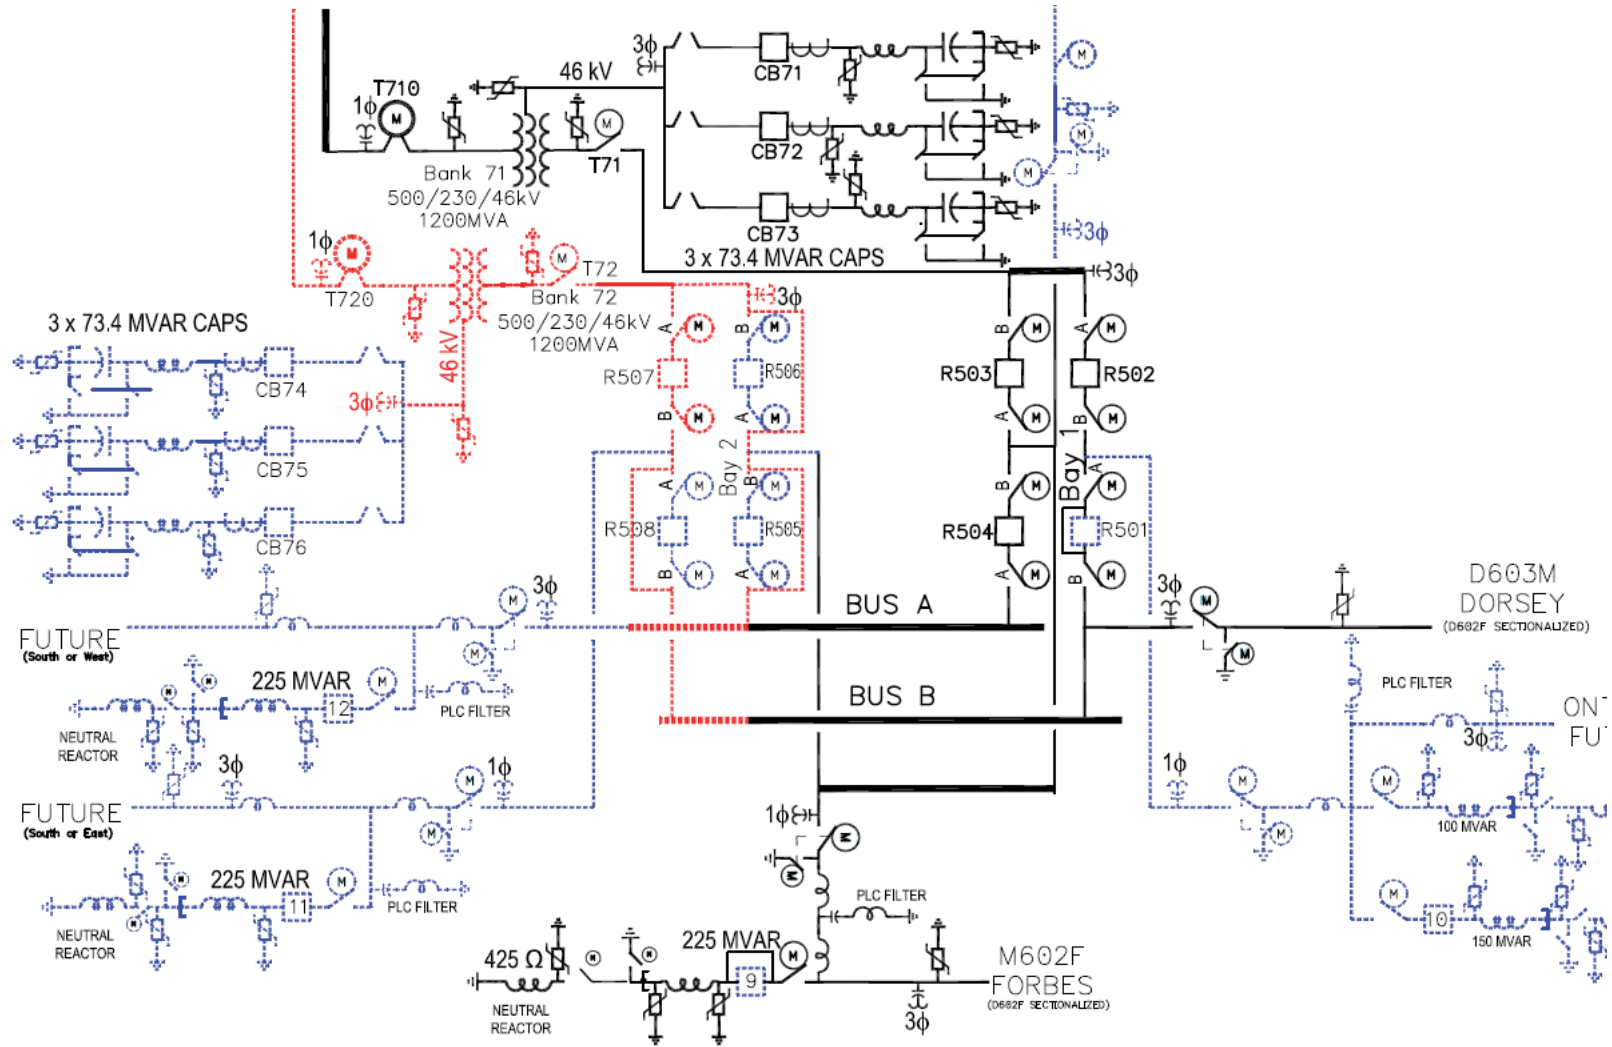 3ϕ
CB71
46 kV
T710
1ϕ
M
M
T71
Bank 71
500/230/46kV
1200MVA
CB72
CB73
3 x 73.4 MVAR CAPS
M
M
M
3ϕ
3ϕ
1ϕ
M
T720
M
T72
Bank 72
500/230/46kV
1200MVA
3ϕ
46 kV
3ϕ
3 x 73.4 MVAR CAPS
CB74
CB75
CB76
A
M
R507
B
M
B
M
R506
A
M
Bay 2
A
M
R508
B
M
B
M
R505
A
M
B
M
R503
A
M
A
M
R502
B
M
Bay 1
B
M
R504
A
M
A
M
R501
B
M
BUS A
BUS B
3ϕ
M
M
D603M
DORSEY
(D602F SECTIONALIZED)
FUTURE
(South or West)
M
3ϕ
M
225 MVAR
12
M
M
PLC FILTER
NEUTRAL
REACTOR
FUTURE
(South or East)
3ϕ
M
1ϕ
M
225 MVAR
11
M
M
M
PLC FILTER
NEUTRAL
REACTOR
PLC FILTER
ONT
FUT
3ϕ
1ϕ
M
M
M
100 MVAR
M
10
150 MVAR
1ϕ
M
M
PLC FILTER
425 Ω
M
M
225 MVAR
9
M
NEUTRAL
REACTOR
M602F
FORBES
(D602F SECTIONALIZED)
3ϕ